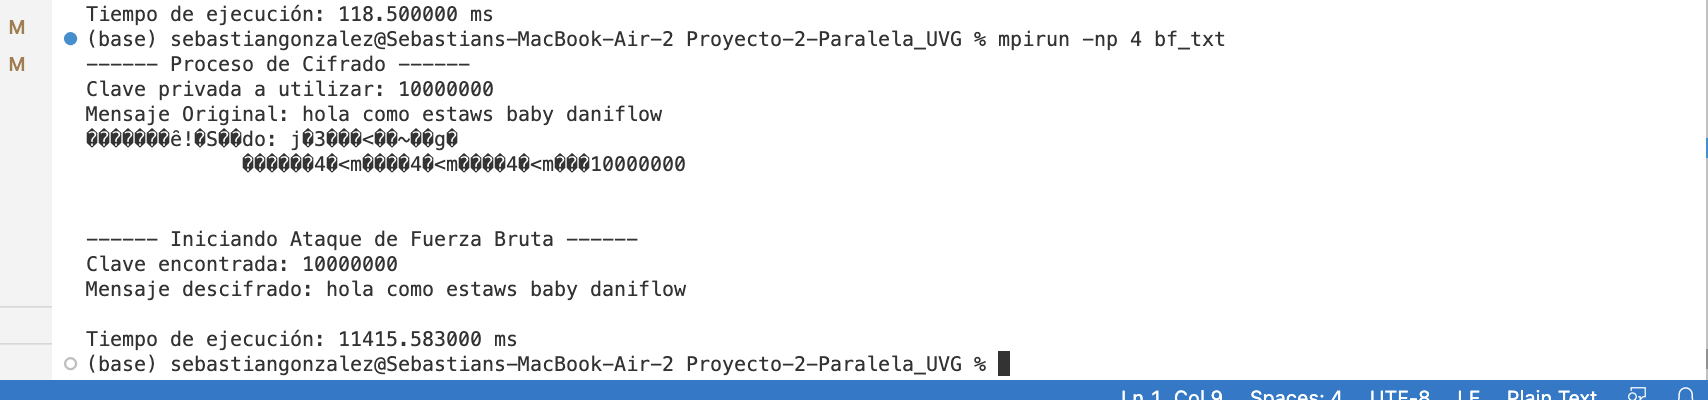 Tiempo de ejecución: 118.500000 ms
M
(base) sebastiangonzalez@Sebastians-MacBook-Air-2 Proyecto-2-Paralela_UVG % mpirun -np 4 bf_txt
M
------ Proceso de Cifrado ------
Clave privada a utilizar: 10000000
Mensaje Original: hola como estaws baby daniflow
�������ê!�S��do: j�3���<��~��g�
������4�<m����4�<m����4�<m���10000000
------ Iniciando Ataque de Fuerza Bruta ------
Clave encontrada: 10000000
Mensaje descifrado: hola como estaws baby daniflow
Tiempo de ejecución: 11415.583000 ms
(base) sebastiangonzalez@Sebastians-MacBook-Air-2 Proyecto-2-Paralela_UVG %
Ln 1, Col 9 Spaces: 4 UTF-8 LF Plain Text